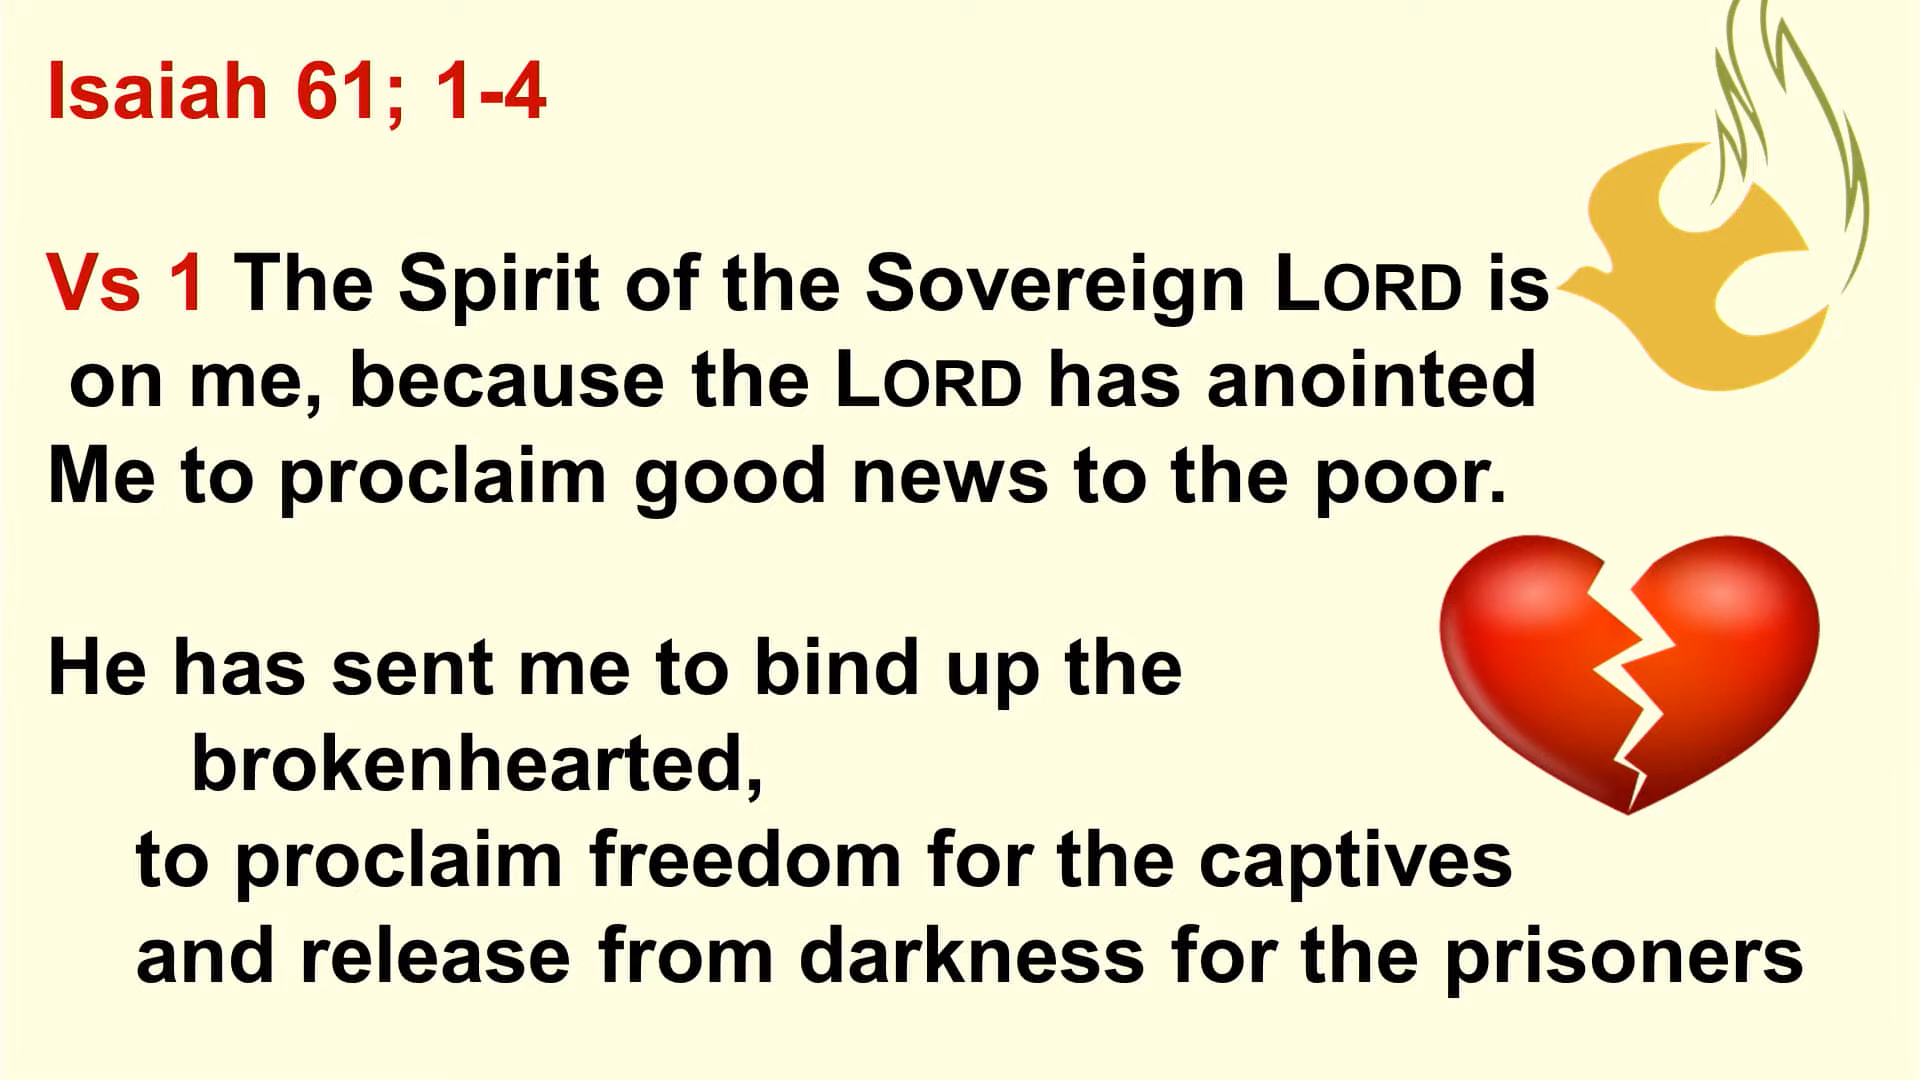 Isaiah 61; 1-4
Vs 1 The Spirit of the Sovereign LORD is
on me, because the LORD has anointed
Me to proclaim good news to the poor.
He has sent me to bind up the
brokenhearted,
to proclaim freedom for the captives
and release from darkness for the prisoners